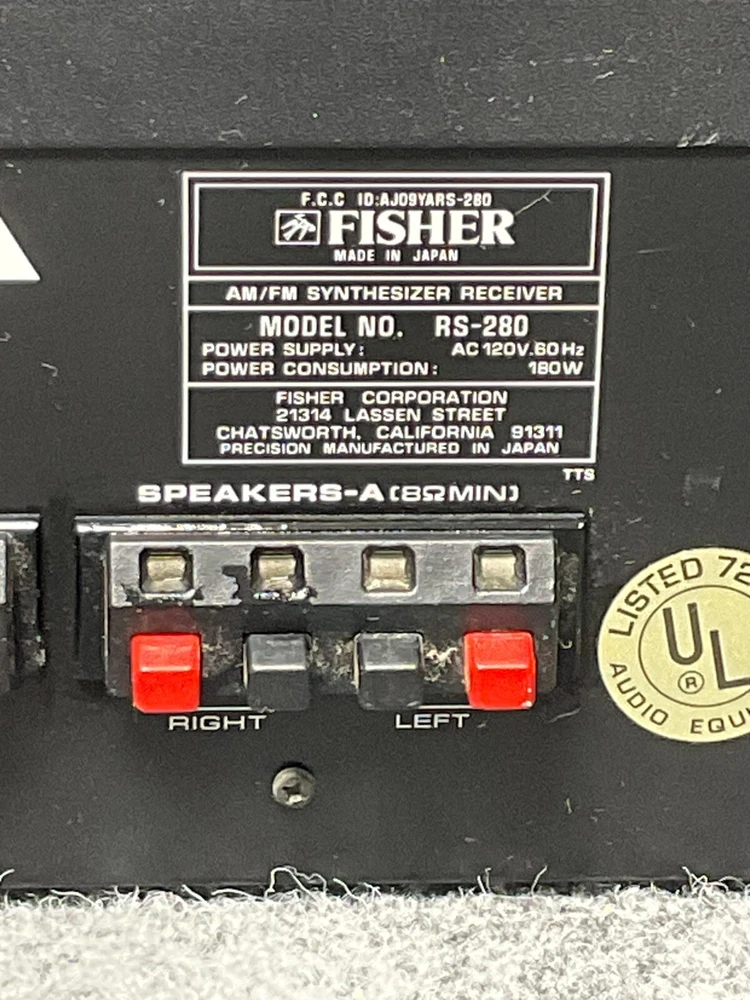 F.C.C ID:AJ09YARS-280
FISHER
MADE IN JAPAN
AM/FM SYNTHESIZER RECEIVER
MODEL NO. RS-280
POWER SUPPLY: AC 120V.60Hz
POWER CONSUMPTION: 180W
FISHER CORPORATION
21314 LASSEN STREET
CHATSWORTH, CALIFORNIA 91311
PRECISION MANUFACTURED IN JAPAN
TTS
SPEAKERS-A (8ΩMIN)
RIGHT LEFT
LISTED 72
UL
®
AUDIO EQU